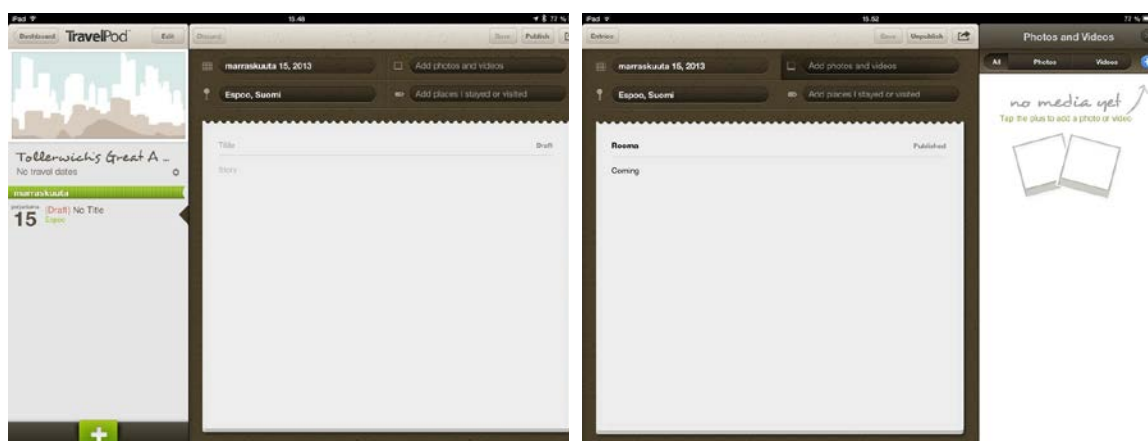 iPad 15.48 72 %
Dashboard TravelPod Edit Discard Save Publish
marraskuuta 15, 2013 Add photos and videos
Espoo, Suomi Add places I stayed or visited
Title Draft
Story
Tollerwich's Great A ...
No travel dates
marraskuuta
perjantaina
15 (Draft) No Title
Espoo
iPad 15.52 72 %
Entries Save Unpublish
marraskuuta 15, 2013 Add photos and videos
Espoo, Suomi Add places I stayed or visited
Rooma Published
Coming
Photos and Videos
All Photos Videos
no media yet
Tap the plus to add a photo or video